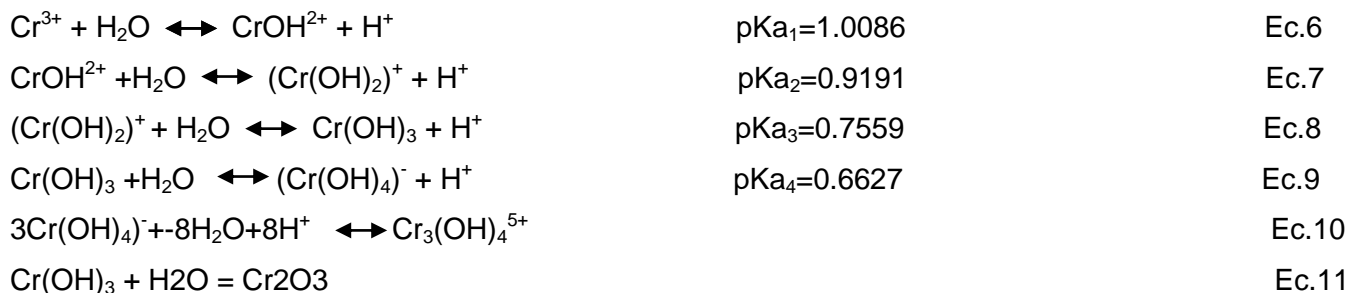 Cr³⁺ + H₂O ⟷ CrOH²⁺ + H⁺ pKa₁=1.0086 Ec.6
CrOH²⁺ +H₂O ⟷ (Cr(OH)₂)⁺ + H⁺ pKa₂=0.9191 Ec.7
(Cr(OH)₂)⁺ + H₂O ⟷ Cr(OH)₃ + H⁺ pKa₃=0.7559 Ec.8
Cr(OH)₃ +H₂O ⟷ (Cr(OH)₄)⁻ + H⁺ pKa₄=0.6627 Ec.9
3Cr(OH)₄)⁻+-8H₂O+8H⁺ ⟷ Cr₃(OH)₄⁵⁺ Ec.10
Cr(OH)₃ + H2O = Cr2O3 Ec.11